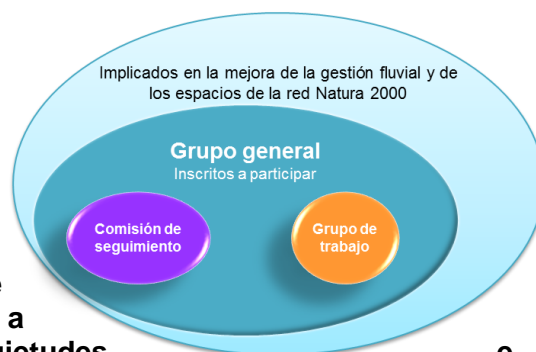 Implicados en la mejora de la gestión fluvial y de
los espacios de la red Natura 2000
Grupo general
Inscritos a participar
Comisión de
seguimiento
Grupo de
trabajo
a